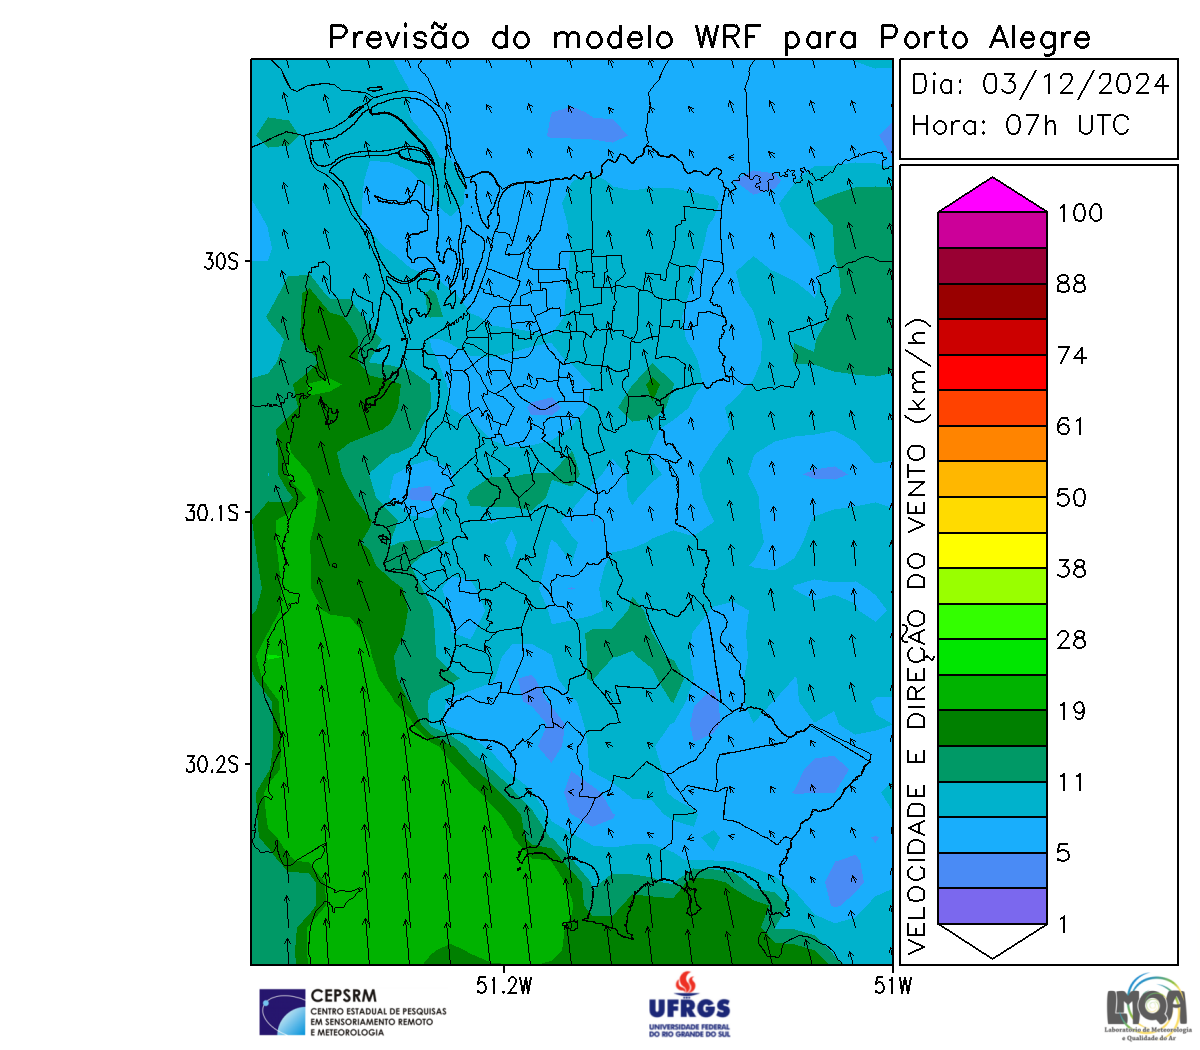 Previsão do modelo WRF para Porto Alegre
Dia: 03/12/2024
Hora: 07h UTC
30S
30.1S
30.2S
51.2W
51W
VELOCIDADE E DIREÇÃO DO VENTO (km/h)
100
88
74
61
50
38
28
19
11
5
1
CEPSRM
CENTRO ESTADUAL DE PESQUISAS
EM SENSORIAMENTO REMOTO
E METEOROLOGIA
UFRGS
UNIVERSIDADE FEDERAL
DO RIO GRANDE DO SUL
LMQA
Laboratório de Meteorologia
e Qualidade do Ar